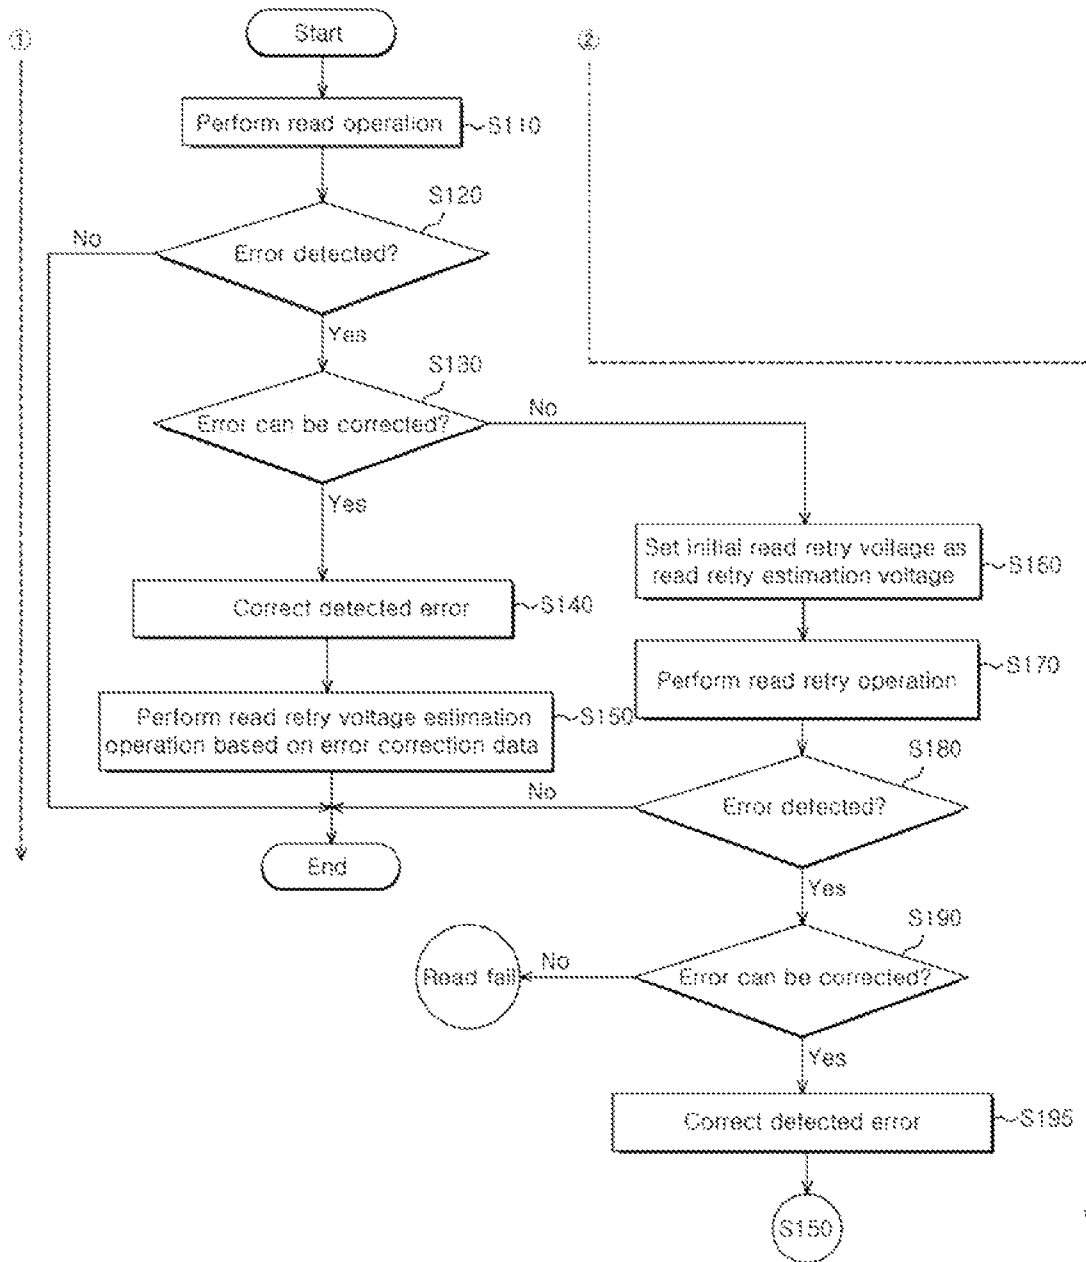 ①
Start
②
Perform read operation
S110
S120
No
Error detected?
Yes
S130
Error can be corrected?
No
Yes
Set initial read retry voltage as
read retry estimation voltage
S160
Correct detected error
S140
Perform read retry operation
S170
Perform read retry voltage estimation
operation based on error correction data
S150
S180
No
Error detected?
End
Yes
S190
Read fail
No
Error can be corrected?
Yes
Correct detected error
S195
S150